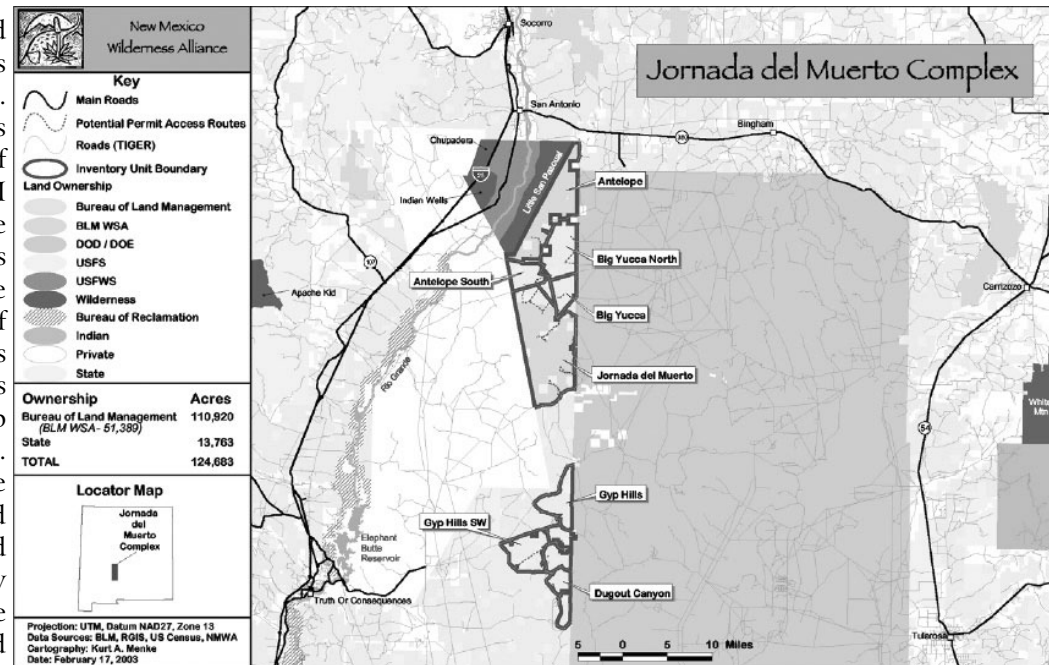 New Mexico
Wilderness Alliance
Key
Main Roads
Potential Permit Access Routes
Roads (TIGER)
Inventory Unit Boundary
Land Ownership
Bureau of Land Management
BLM WSA
DOD / DOE
USFS
USFWS
Wilderness
Bureau of Reclamation
Indian
Private
State
Ownership Acres
Bureau of Land Management 110,920
(BLM WSA- 51,389)
State 13,763
TOTAL 124,683
Locator Map
Jornada
del
Muerto
Complex
Projection: UTM, Datum NAD27, Zone 13
Data Sources: BLM, RGIS, US Census, NMWA
Cartography: Kurt A. Menke
Date: February 17, 2003
Jornada del Muerto Complex
Socorro
San Antonio
Bingham
380
Chupadera
25
Indian Wells
Little San Pascual
Antelope
107
Antelope South
Big Yucca North
Apache Kid
Carrizozo
Big Yucca
Rio Grande
Jornada del Muerto
White
Mtn
54
Gyp Hills
Gyp Hills SW
Elephant
Butte
Reservoir
Dugout Canyon
Truth Or Consequences
Tularosa
5 0 5 10 Miles